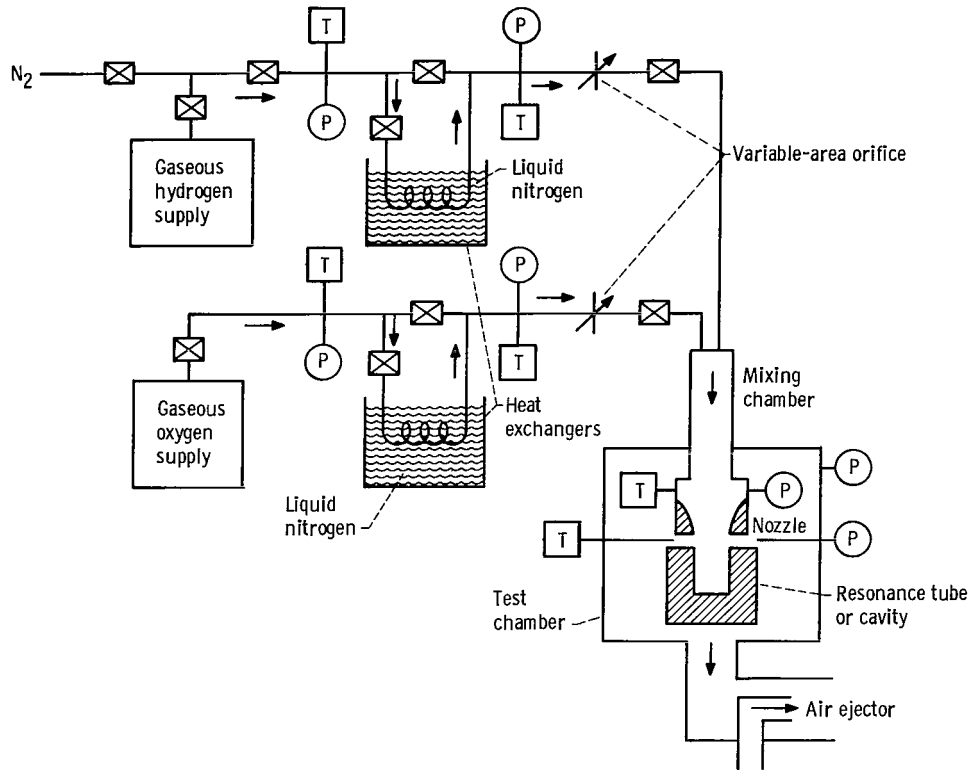 T
P
N2
P
T
Variable-area orifice
Gaseous
hydrogen
supply
Liquid
nitrogen
T
P
P
T
Gaseous
oxygen
supply
Heat
exchangers
Liquid
nitrogen
Mixing
chamber
P
T
P
Nozzle
T
P
Test
chamber
Resonance tube
or cavity
Air ejector